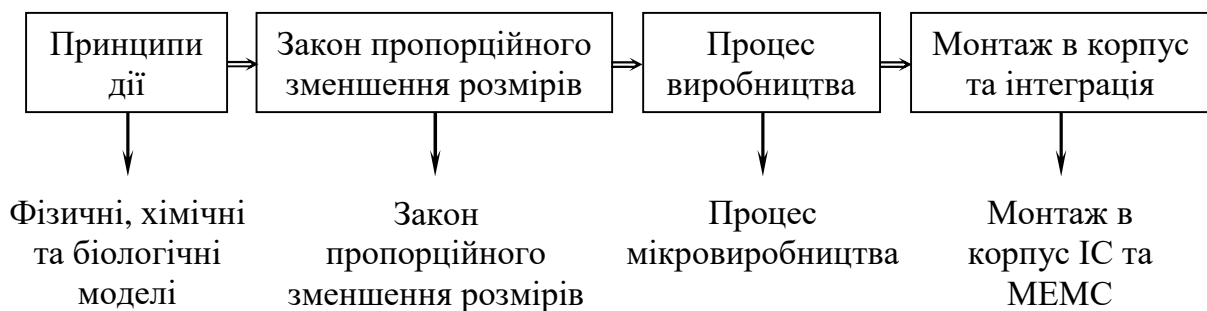 Принципи
дії
Закон пропорційного
зменшення розмірів
Процес
виробництва
Монтаж в корпус
та інтеграція
Фізичні, хімічні
та біологічні
моделі
Закон
пропорційного
зменшення розмірів
Процес
мікровиробництва
Монтаж в
корпус ІС та
МЕМС